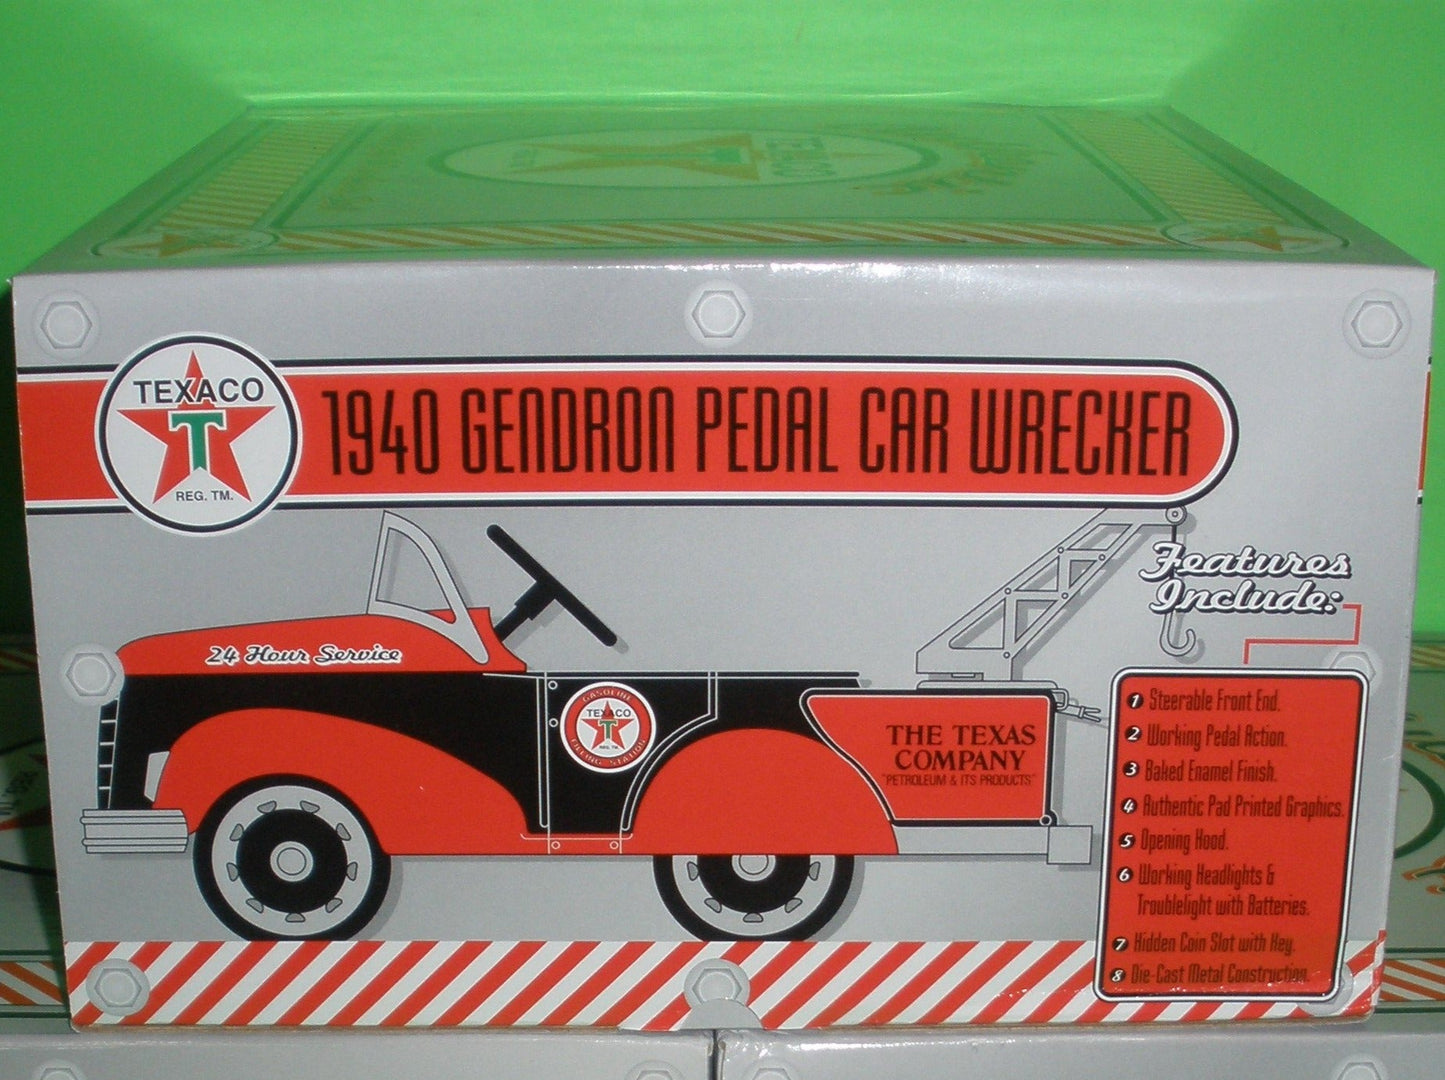 TEXACO
T
TEXACO
T
REG. TM.
1940 GENDRON PEDAL CAR WRECKER
Features
Include:
24 Hour Service
GASOLINE
TEXACO
T
REG. TM.
FILLING STATION
THE TEXAS
COMPANY
"PETROLEUM & ITS PRODUCTS"
1 Steerable Front End.
2 Working Pedal Action.
3 Baked Enamel Finish.
4 Authentic Pad Printed Graphics.
5 Opening Hood.
6 Working Headlights &
Troublelight with Batteries.
7 Hidden Coin Slot with Key.
8 Die-Cast Metal Construction.